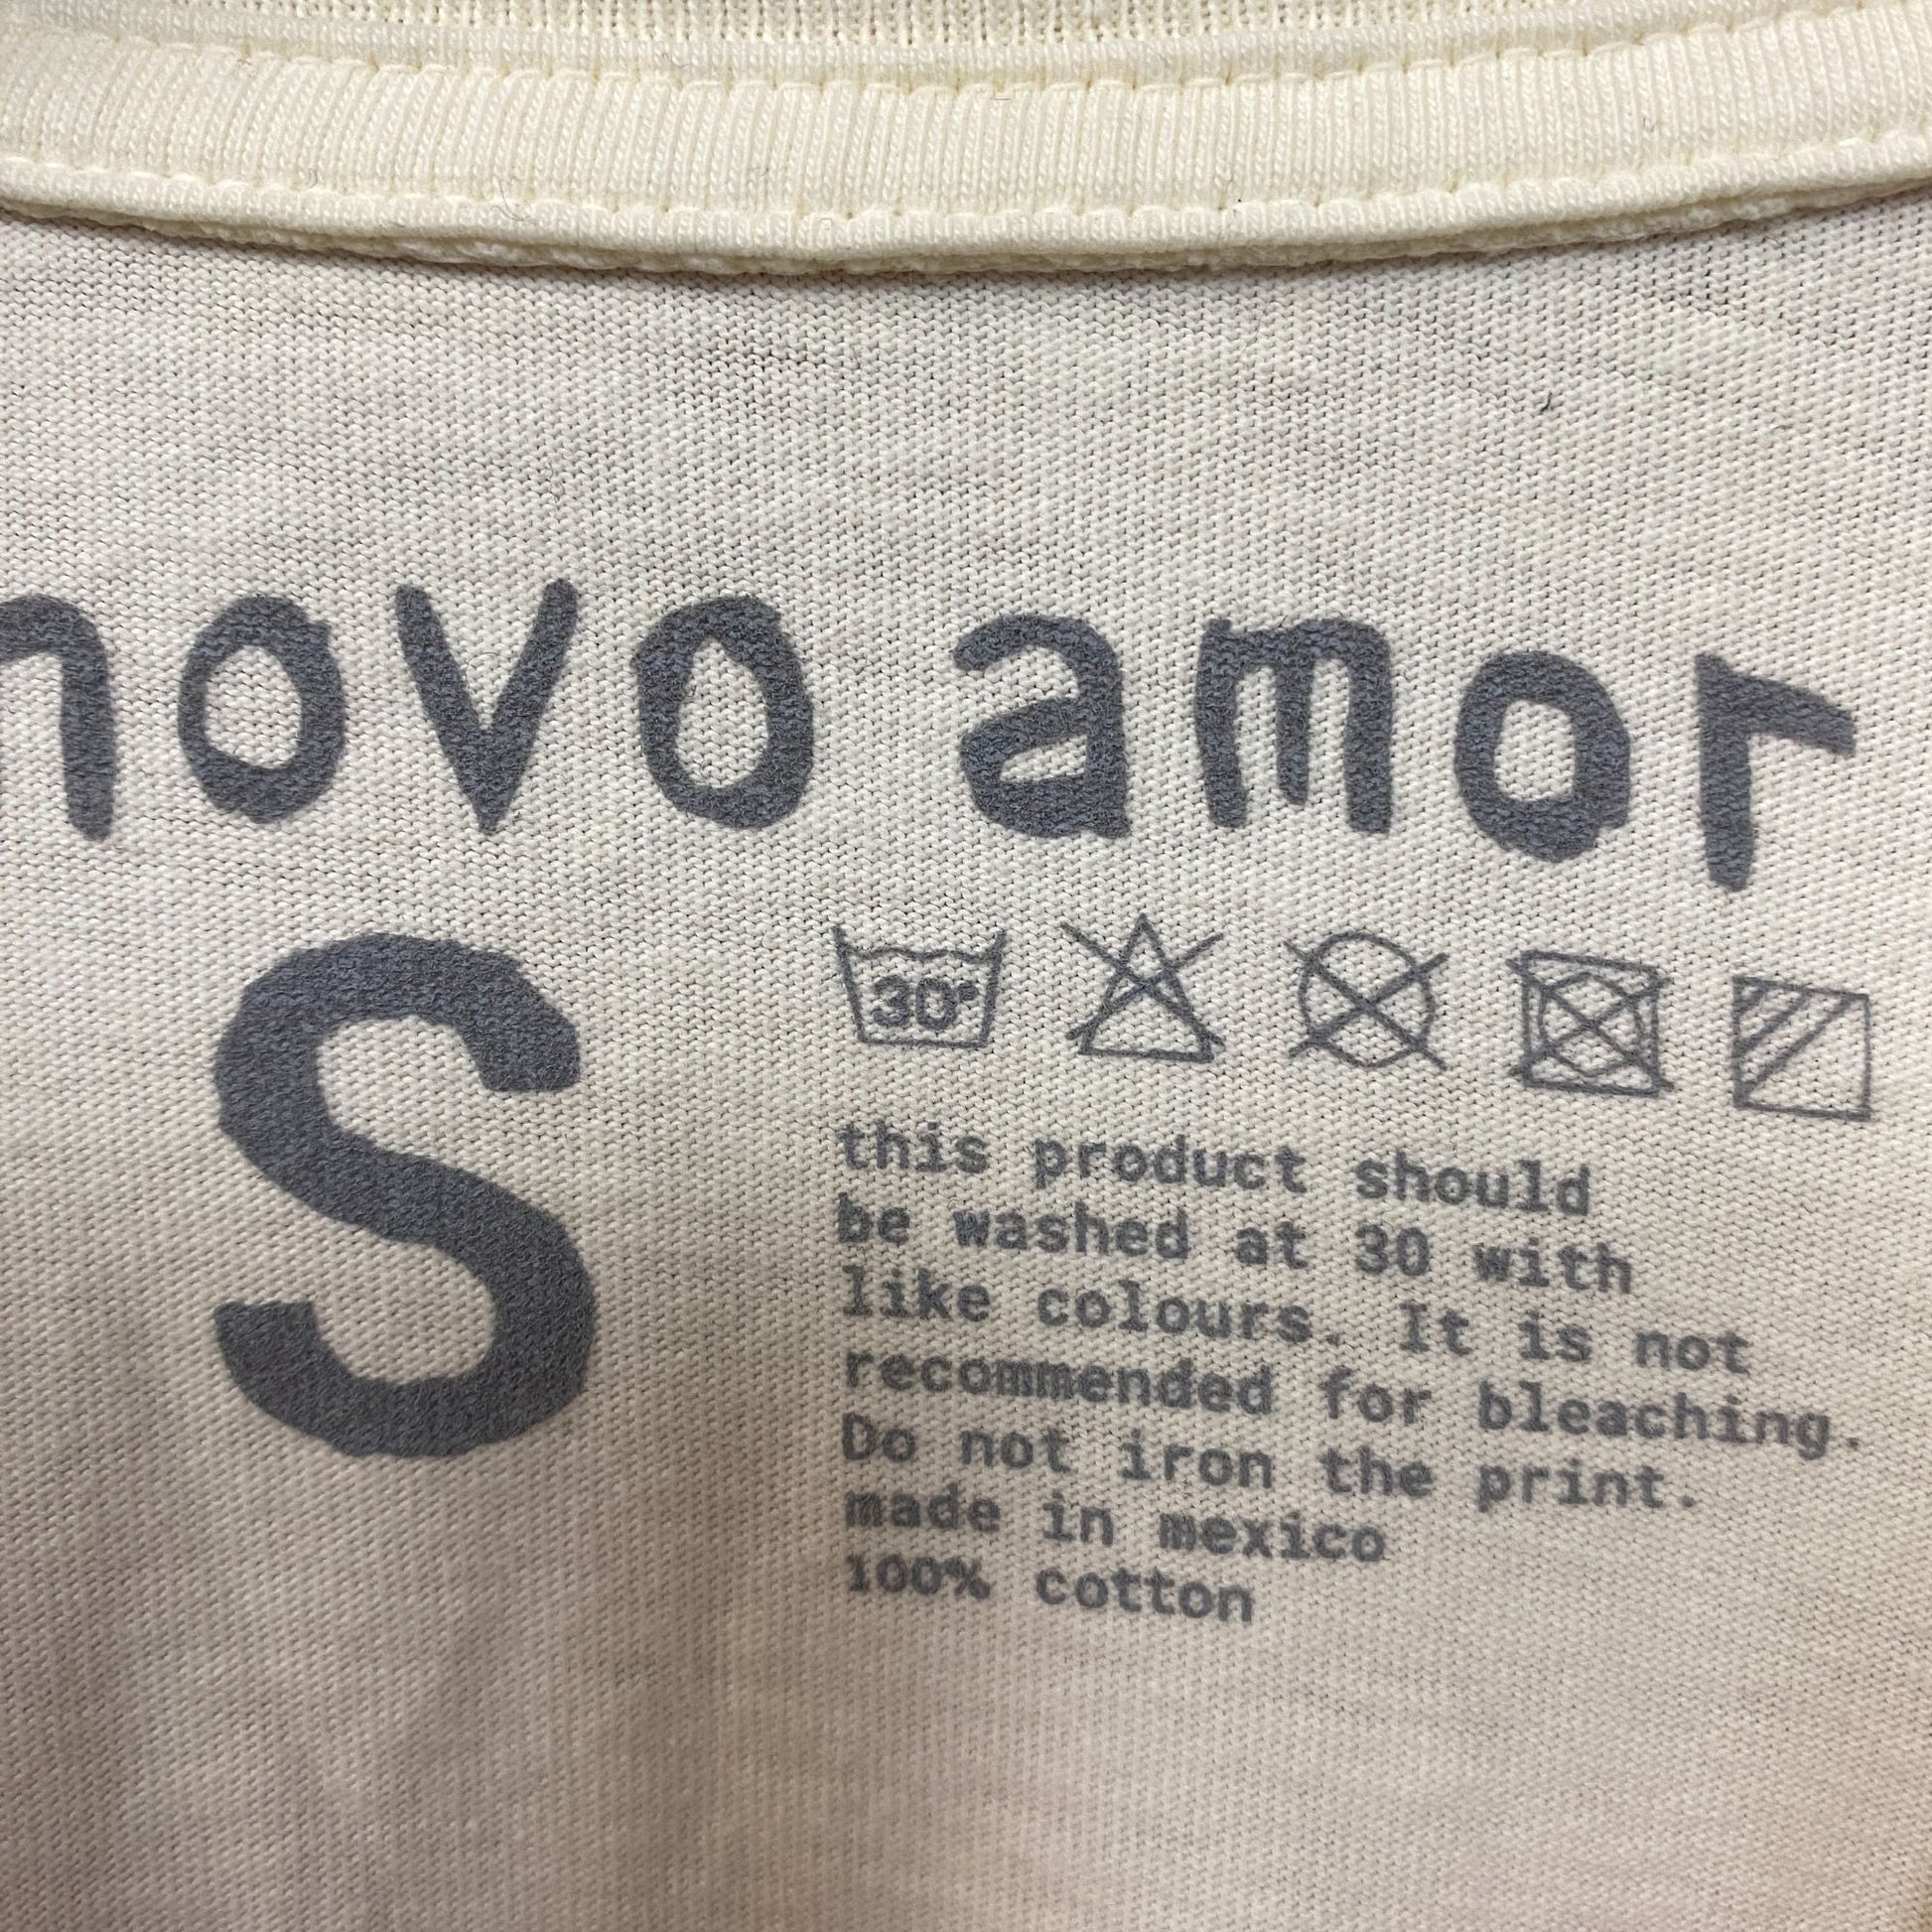 novo amor
S
30°
this product should
be washed at 30 with
like colours. It is not
recommended for bleaching.
Do not iron the print.
made in mexico
100% cotton